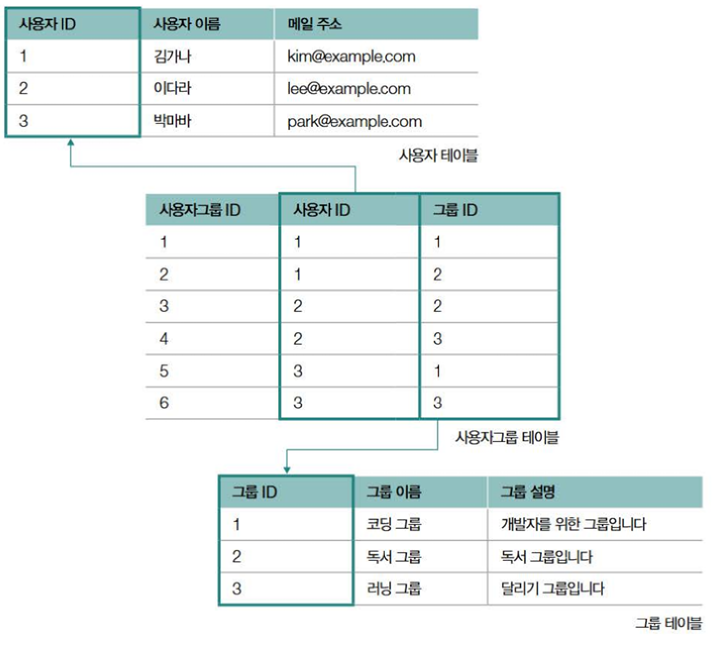 사용자 ID 사용자 이름 메일 주소
1 김가나 kim@example.com
2 이다라 lee@example.com
3 박마바 park@example.com
사용자 테이블
사용자그룹 ID 사용자 ID 그룹 ID
1 1 1
2 1 2
3 2 2
4 2 3
5 3 1
6 3 3
사용자그룹 테이블
그룹 ID 그룹 이름 그룹 설명
1 코딩 그룹 개발자를 위한 그룹입니다
2 독서 그룹 독서 그룹입니다
3 러닝 그룹 달리기 그룹입니다
그룹 테이블